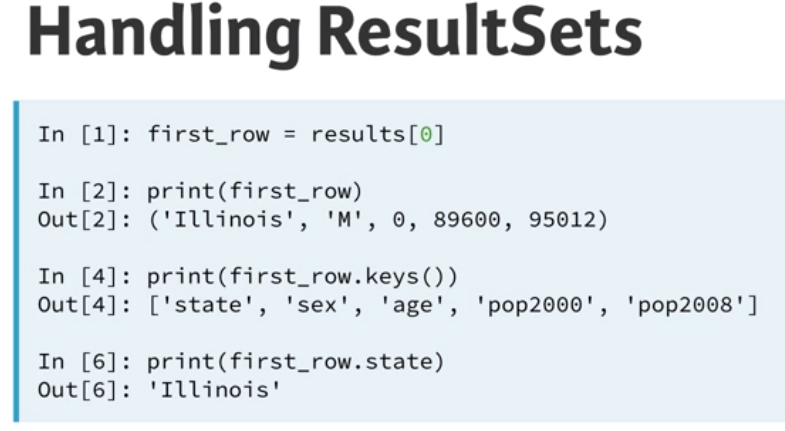 Handling ResultSets
In [1]: first_row = results[0]
In [2]: print(first_row)
Out[2]: ('Illinois', 'M', 0, 89600, 95012)
In [4]: print(first_row.keys())
Out[4]: ['state', 'sex', 'age', 'pop2000', 'pop2008']
In [6]: print(first_row.state)
Out[6]: 'Illinois'